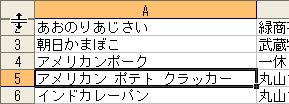 A
2 あおのりあじさい 緑商
3 朝日かまぼこ 武蔵
4 アメリカンポーク 一休
5 アメリカン ポテト クラッカー 丸山
6 インドカレーパン 丸山